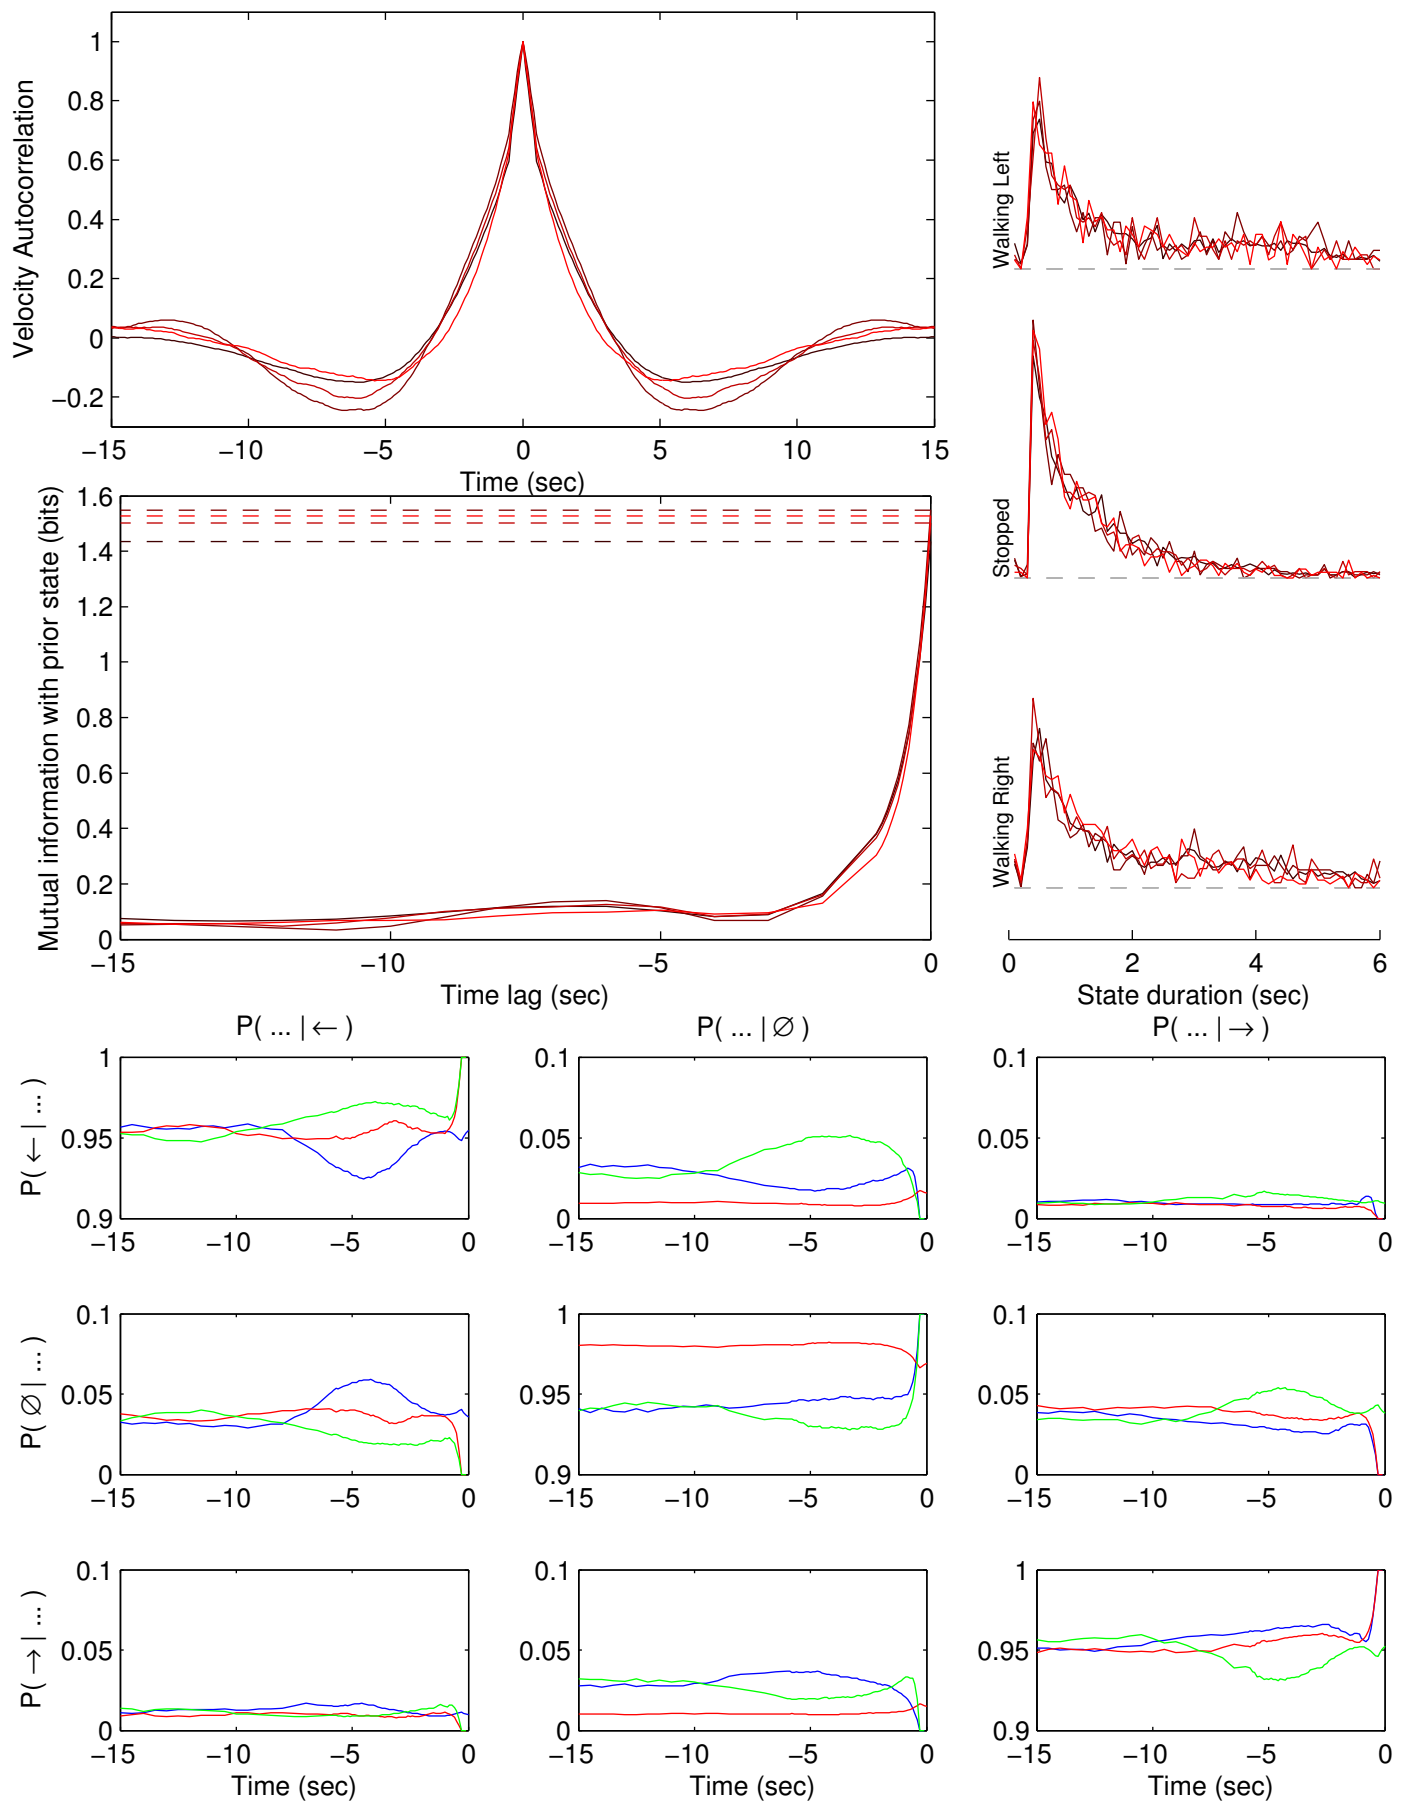 Velocity Autocorrelation
1
0.8
0.6
0.4
0.2
0
−0.2
−15 −10 −5 0 5 10 15
Time (sec)
Mutual information with prior state (bits)
1.6
1.4
1.2
1
0.8
0.6
0.4
0.2
0
−15 −10 −5 0
Time lag (sec)
Walking Left
Stopped
Walking Right
0 2 4 6
State duration (sec)
P( ... | ← ) P( ... | ∅ ) P( ... | → )
P( ← | ... )
1 0.1 0.1
0.95 0.05 0.05
0.9 0 0
−15 −10 −5 0 −15 −10 −5 0 −15 −10 −5 0
P( ∅ | ... )
0.1 1 0.1
0.05 0.95 0.05
0 0.9 0
−15 −10 −5 0 −15 −10 −5 0 −15 −10 −5 0
P( → | ... )
0.1 0.1 1
0.05 0.05 0.95
0 0 0.9
−15 −10 −5 0 −15 −10 −5 0 −15 −10 −5 0
Time (sec) Time (sec) Time (sec)